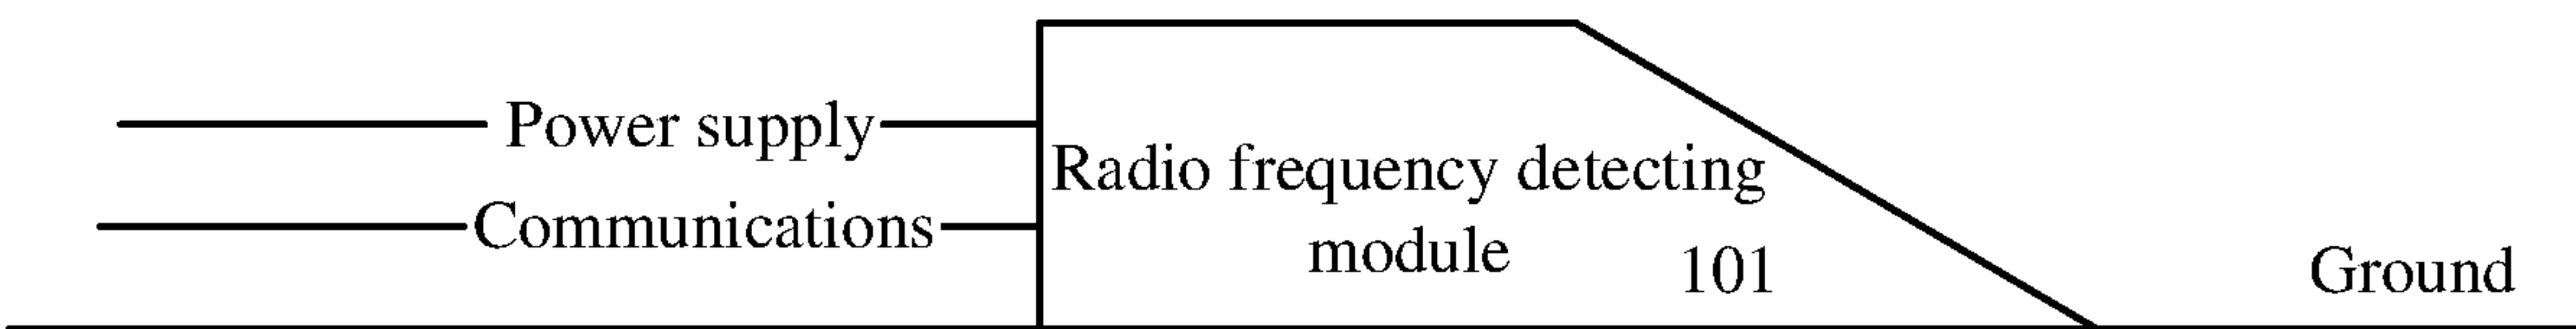 Power supply
Communications
Radio frequency detecting
module
101
Ground